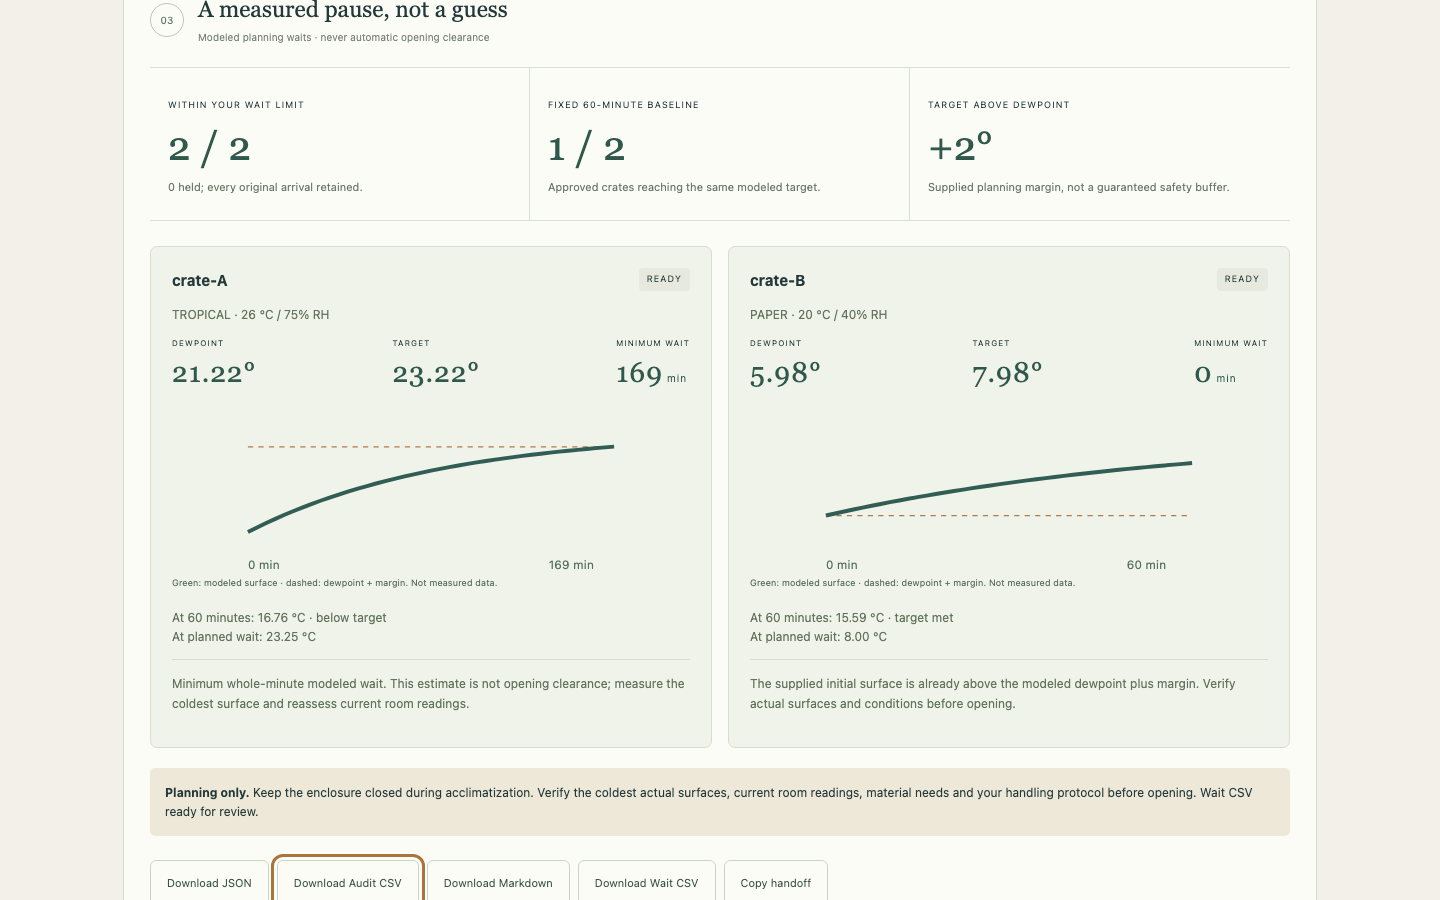 03
A measured pause, not a guess
Modeled planning waits · never automatic opening clearance
WITHIN YOUR WAIT LIMIT
2 / 2
0 held; every original arrival retained.
FIXED 60-MINUTE BASELINE
1 / 2
Approved crates reaching the same modeled target.
TARGET ABOVE DEWPOINT
+2°
Supplied planning margin, not a guaranteed safety buffer.
crate-A
READY
TROPICAL · 26 °C / 75% RH
DEWPOINT
TARGET
MINIMUM WAIT
21.22°
23.22°
169 min
0 min
169 min
Green: modeled surface · dashed: dewpoint + margin. Not measured data.
At 60 minutes: 16.76 °C · below target
At planned wait: 23.25 °C
Minimum whole-minute modeled wait. This estimate is not opening clearance; measure the
coldest surface and reassess current room readings.
crate-B
READY
PAPER · 20 °C / 40% RH
DEWPOINT
TARGET
MINIMUM WAIT
5.98°
7.98°
0 min
0 min
60 min
Green: modeled surface · dashed: dewpoint + margin. Not measured data.
At 60 minutes: 15.59 °C · target met
At planned wait: 8.00 °C
The supplied initial surface is already above the modeled dewpoint plus margin. Verify
actual surfaces and conditions before opening.
Planning only. Keep the enclosure closed during acclimatization. Verify the coldest actual surfaces, current room readings, material needs and your handling protocol before opening. Wait CSV
ready for review.
Download JSON
Download Audit CSV
Download Markdown
Download Wait CSV
Copy handoff